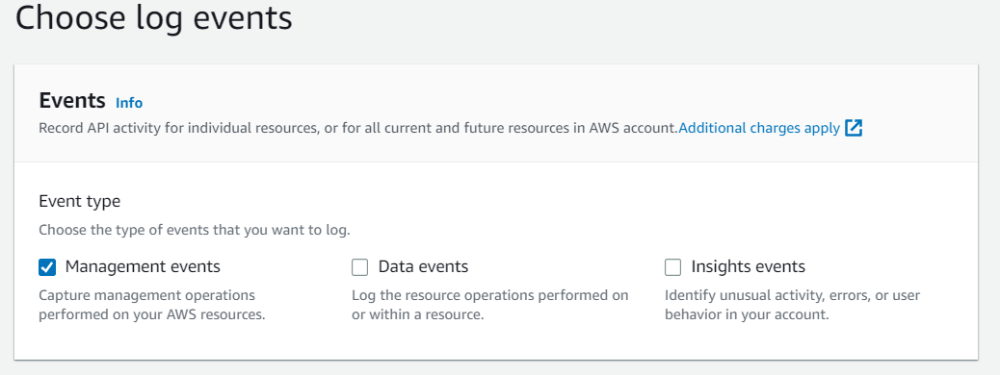 Choose log events
Events Info
Record API activity for individual resources, or for all current and future resources in AWS account.Additional charges apply
Event type
Choose the type of events that you want to log.
Management events
Capture management operations
performed on your AWS resources.
Data events
Log the resource operations performed on
or within a resource.
Insights events
Identify unusual activity, errors, or user
behavior in your account.